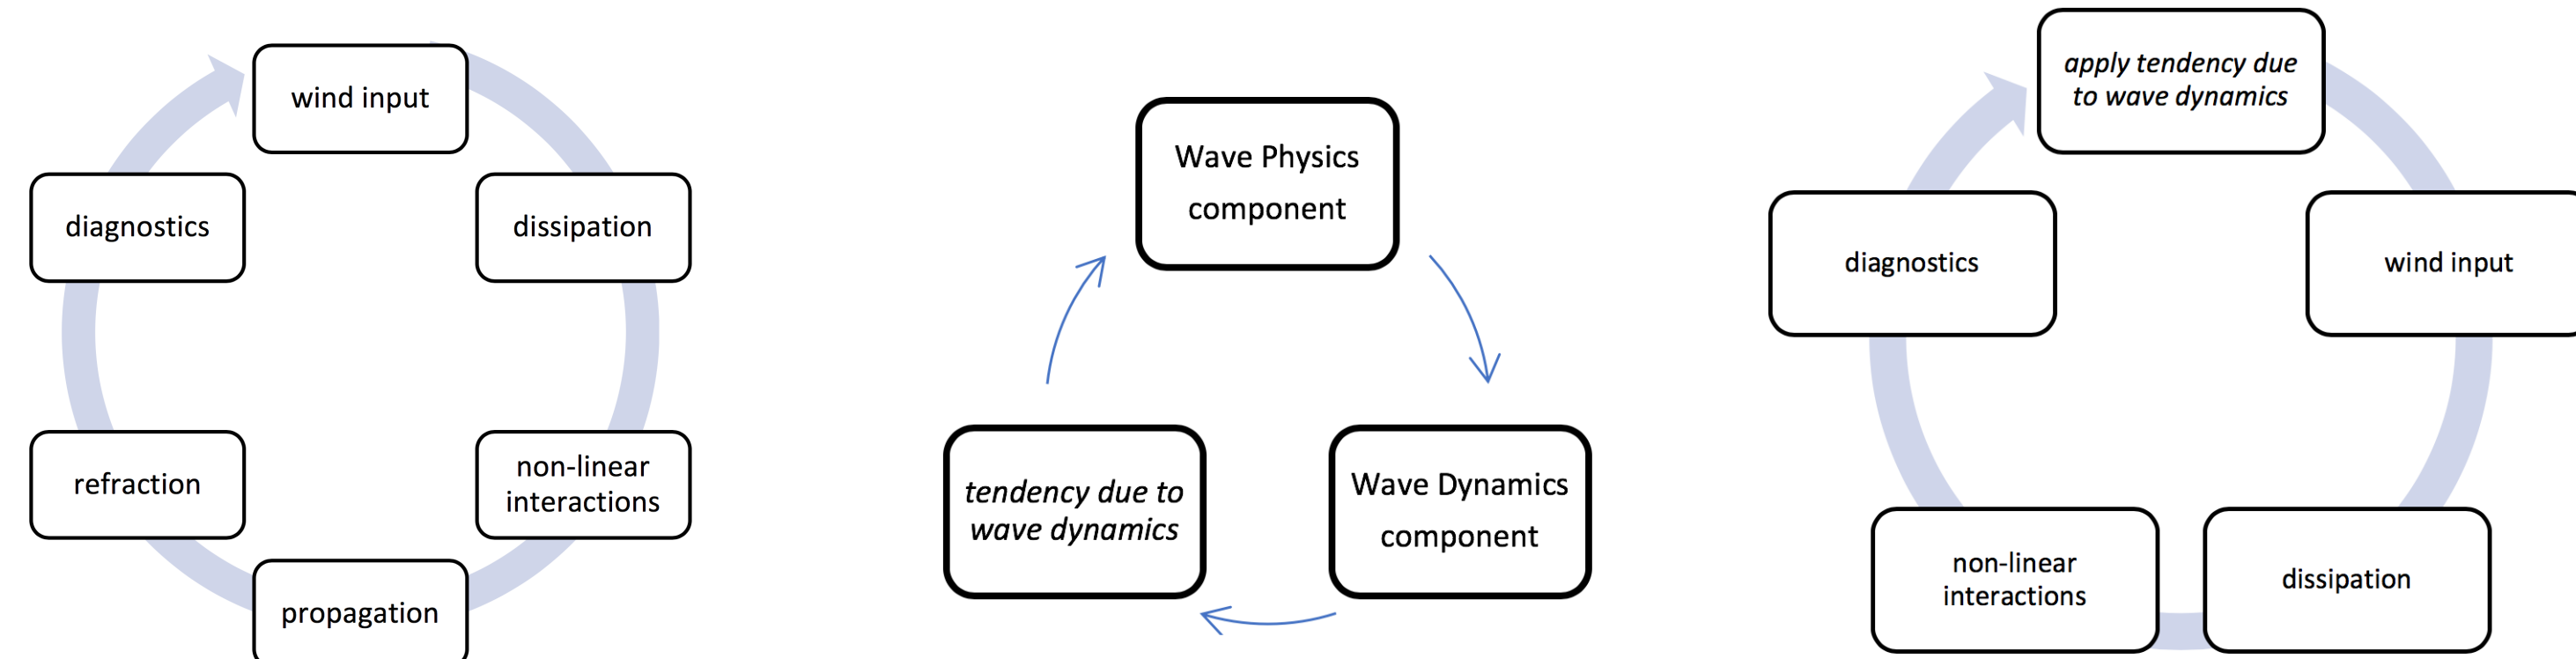 wind input
dissipation
non-linear
interactions
propagation
refraction
diagnostics
Wave Physics
component
Wave Dynamics
component
tendency due to
wave dynamics
apply tendency due
to wave dynamics
wind input
dissipation
non-linear
interactions
diagnostics